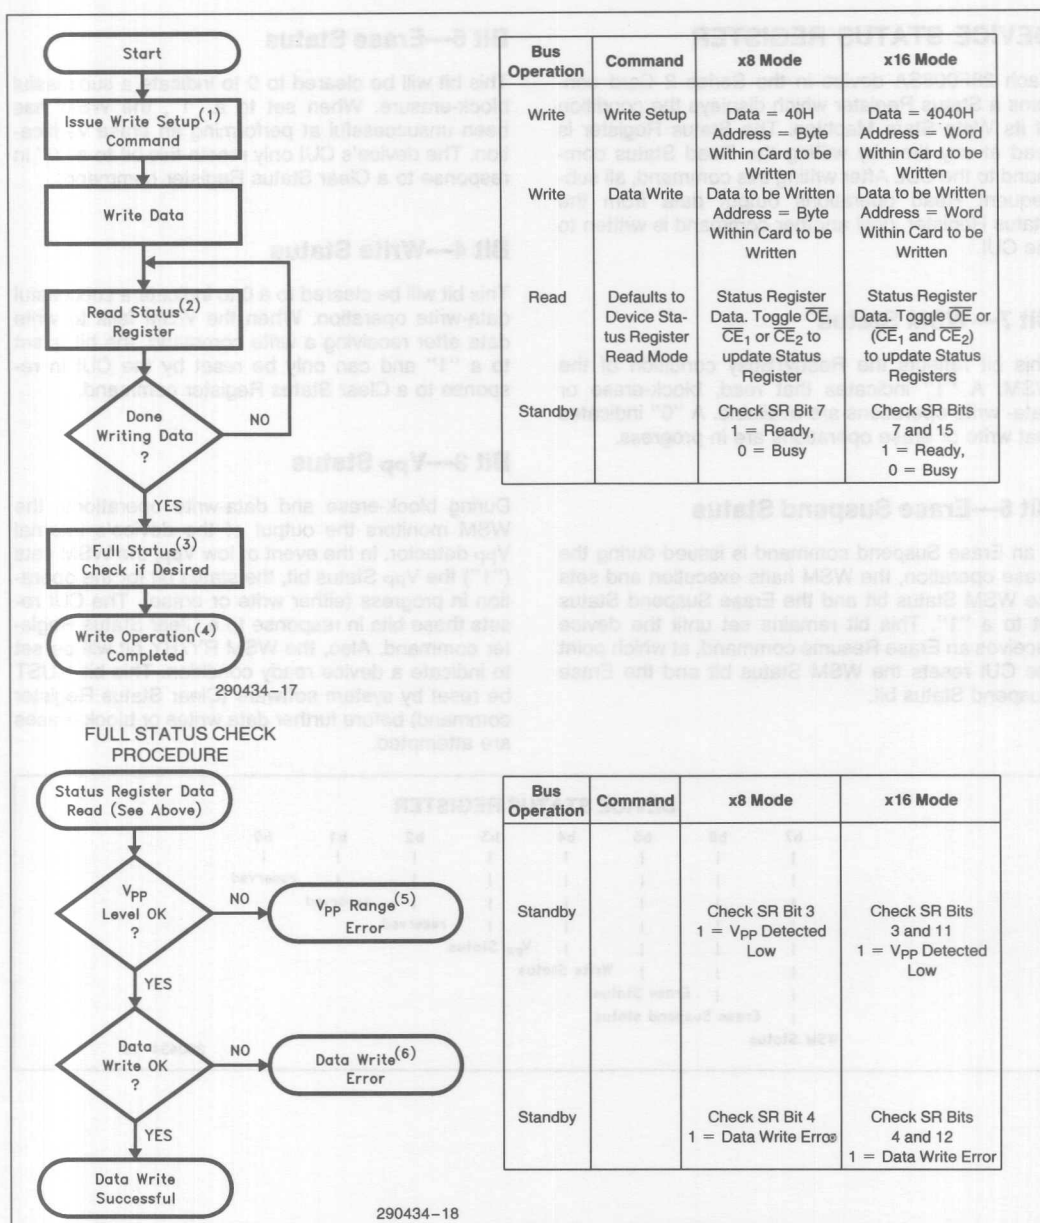 Start
Issue Write Setup(1)
Command
Write Data
Read Status(2)
Register
Done
Writing Data
?
NO
YES
Full Status(3)
Check if Desired
Write Operation(4)
Completed
290434–17
Bus Operation | Command | x8 Mode | x16 Mode
Write | Write Setup | Data = 40H | Data = 4040H
Address = Byte | Address = Word
Within Card to be | Within Card to be
Written | Written
Write | Data Write | Data to be Written | Data to be Written
Address = Byte | Address = Word
Within Card to be | Within Card to be
Written | Written
Read | Defaults to | Status Register | Status Register
Device Sta- | Data. Toggle OE, | Data. Toggle OE or
tus Register | CE1 or CE2 to | (CE1 and CE2)
Read Mode | update Status | to update Status
Register | Register
Standby | Check SR Bit 7 | Check SR Bits
1 = Ready, | 7 and 15
0 = Busy | 1 = Ready,
0 = Busy
FULL STATUS CHECK
PROCEDURE
Status Register Data
Read (See Above)
VPP
Level OK
?
NO
VPP Range(5)
Error
YES
Data
Write OK
?
NO
Data Write(6)
Error
YES
Data Write
Successful
290434–18
Bus Operation | Command | x8 Mode | x16 Mode
Standby | Check SR Bit 3 | Check SR Bits
1 = VPP Detected | 3 and 11
Low | 1 = VPP Detected
Low
Standby | Check SR Bit 4 | Check SR Bits
1 = Data Write Error | 4 and 12
1 = Data Write Error